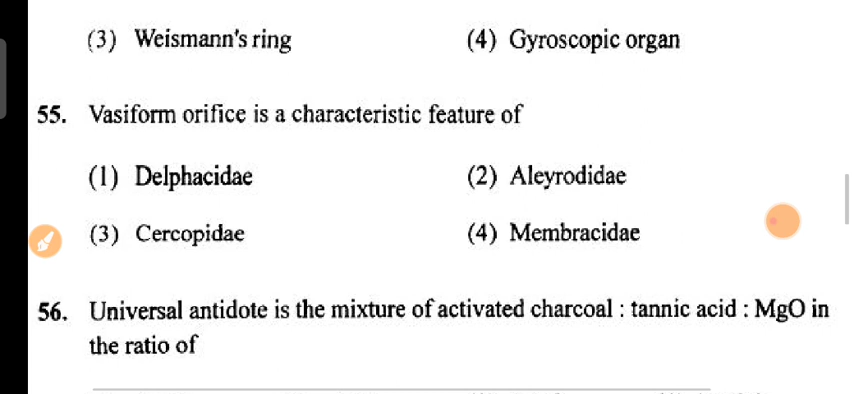 (3) Weismann's ring (4) Gyroscopic organ
55. Vasiform orifice is a characteristic feature of
(1) Delphacidae (2) Aleyrodidae
(3) Cercopidae (4) Membracidae
56. Universal antidote is the mixture of activated charcoal : tannic acid : MgO in
the ratio of